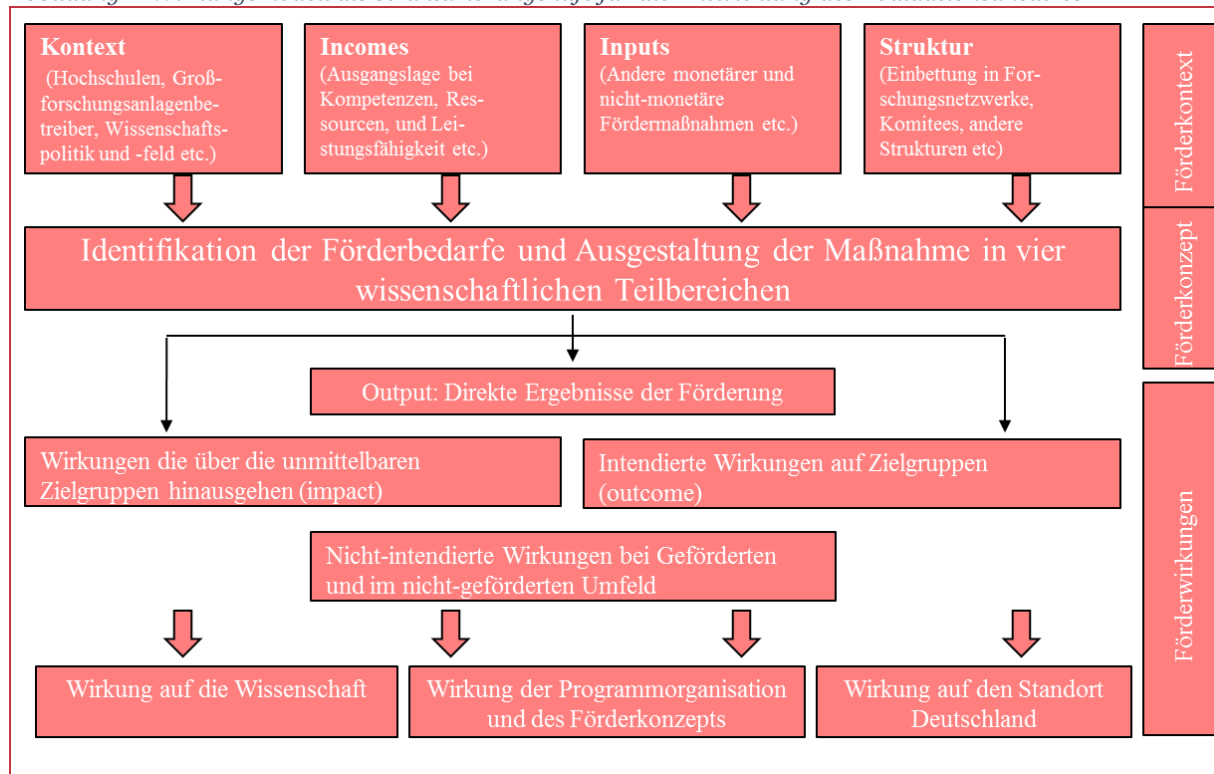 Kontext
(Hochschulen, Groß-
forschungsanlagenbe-
treiber, Wissenschafts-
politik und -feld etc.)
Incomes
(Ausgangslage bei
Kompetenzen, Res-
sourcen, und Lei-
stungsfähigkeit etc.)
Inputs
(Andere monetärer und
nicht-monetäre
Fördermaßnahmen etc.)
Struktur
(Einbettung in For-
schungsnetzwerke,
Komitees, andere
Strukturen etc)
Förderkontext
Identifikation der Förderbedarfe und Ausgestaltung der Maßnahme in vier
wissenschaftlichen Teilbereichen
Förderkonzept
Output: Direkte Ergebnisse der Förderung
Wirkungen die über die unmittelbaren
Zielgruppen hinausgehen (impact)
Intendierte Wirkungen auf Zielgruppen
(outcome)
Nicht-intendierte Wirkungen bei Geförderten
und im nicht-geförderten Umfeld
Förderwirkungen
Wirkung auf die Wissenschaft
Wirkung der Programmorganisation
und des Förderkonzepts
Wirkung auf den Standort
Deutschland